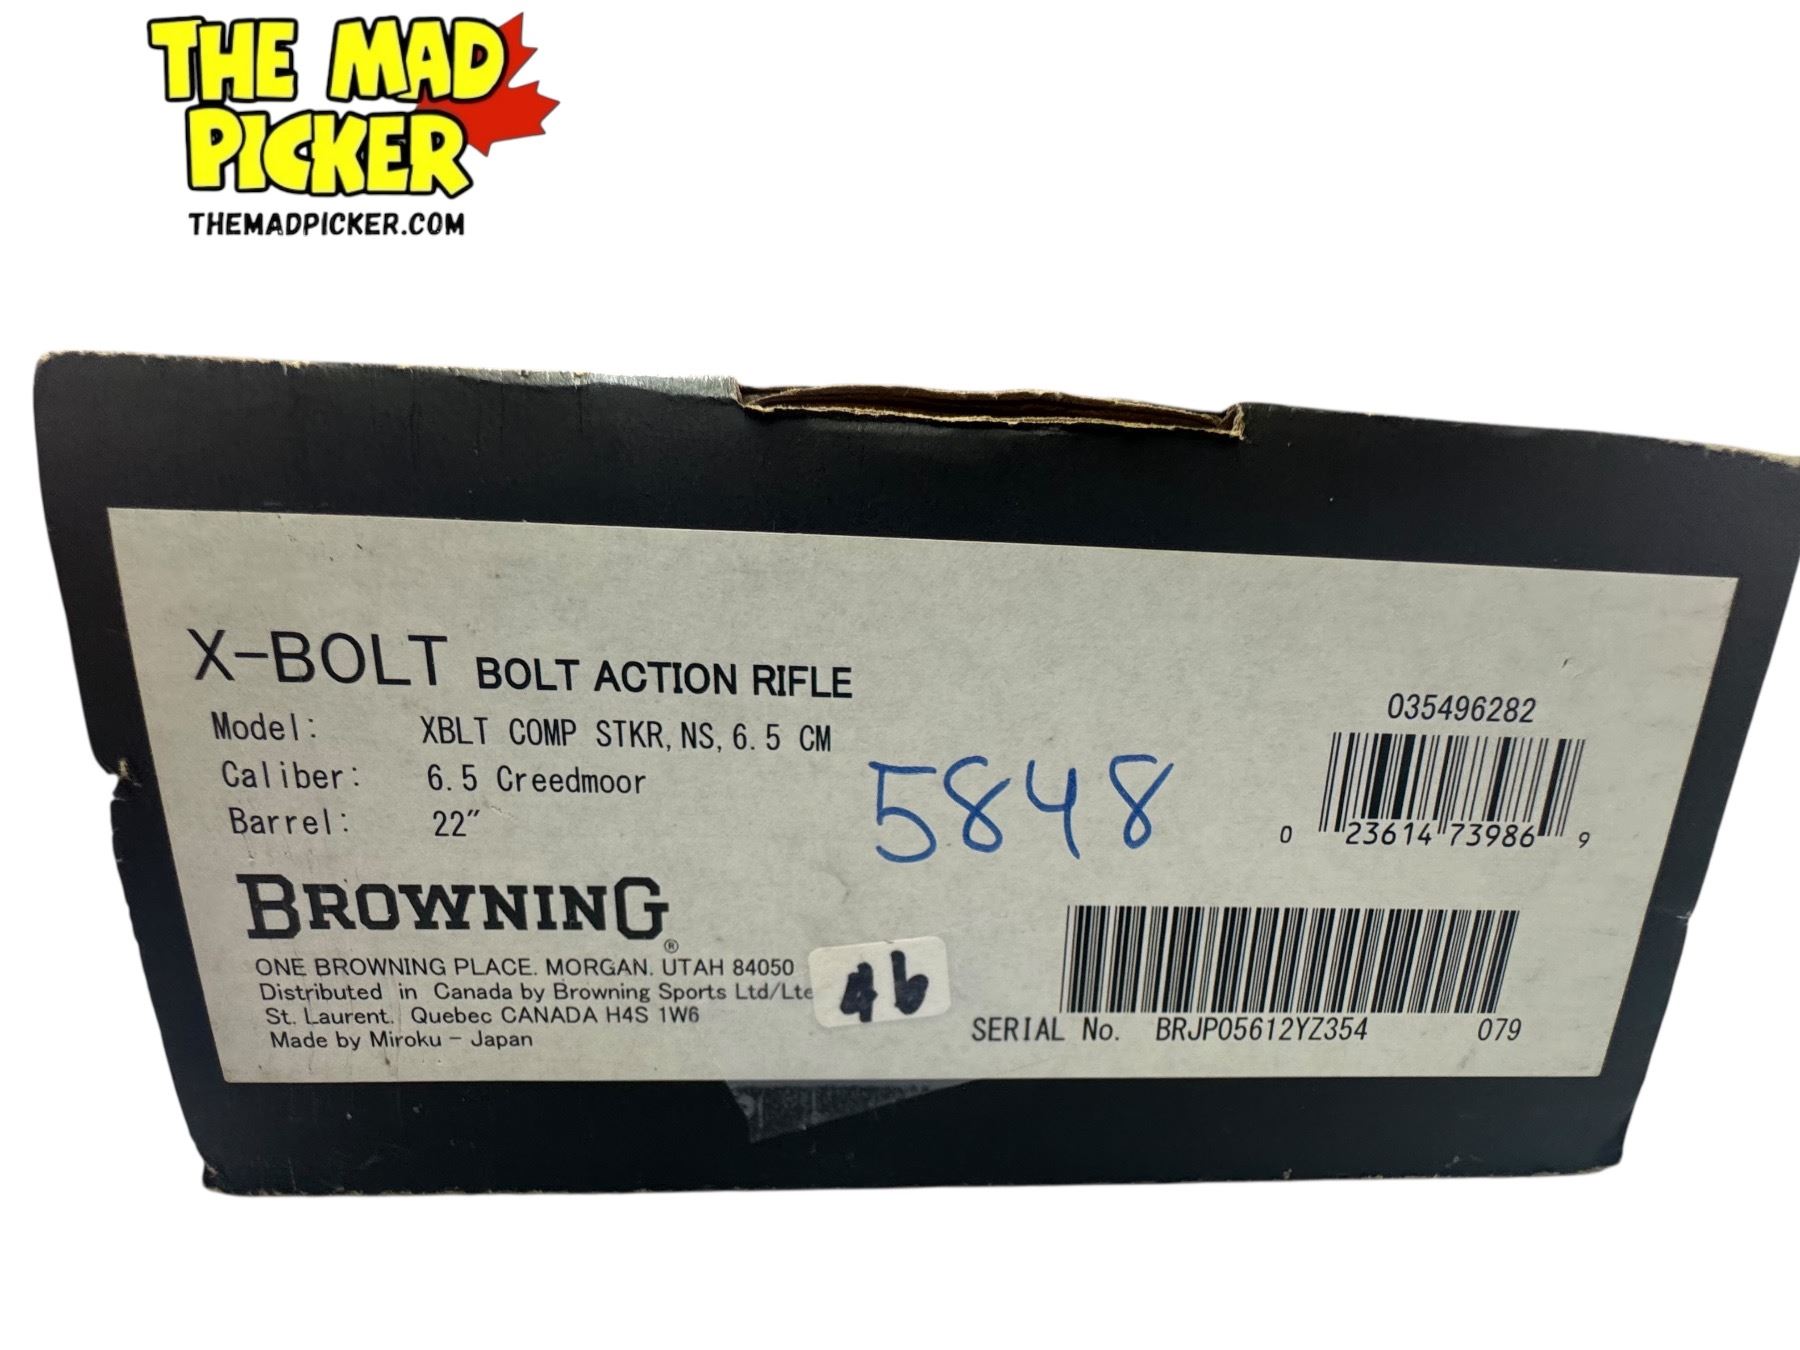 THE MAD
PICKER
THEMADPICKER.COM
X-BOLT BOLT ACTION RIFLE
Model: XBLT COMP STKR, NS, 6.5 CM
Caliber: 6.5 Creedmoor
Barrel: 22"
5848
035496282
0 23614 73986 9
BROWNING®
ONE BROWNING PLACE. MORGAN. UTAH 84050
Distributed in Canada by Browning Sports Ltd/Lte
St. Laurent. Quebec CANADA H4S 1W6
Made by Miroku - Japan
46
SERIAL No. BRJP05612YZ354 079